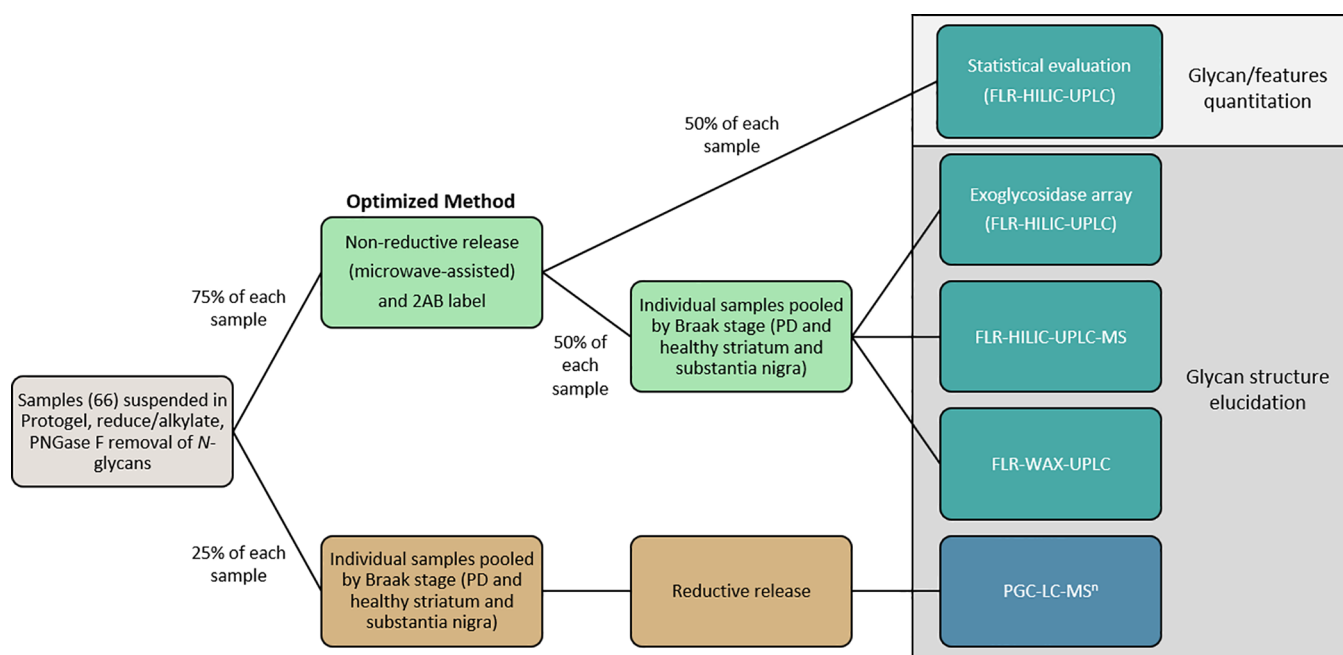 Samples (66) suspended in
Protogel, reduce/alkylate,
PNGase F removal of N-
glycans
75% of each
sample
25% of each
sample
Optimized Method
Non-reductive release
(microwave-assisted)
and 2AB label
50% of each
sample
50% of
each
sample
Individual samples pooled
by Braak stage (PD and
healthy striatum and
substantia nigra)
Individual samples pooled
by Braak stage (PD and
healthy striatum and
substantia nigra)
Reductive release
Statistical evaluation
(FLR-HILIC-UPLC)
Exoglycosidase array
(FLR-HILIC-UPLC)
FLR-HILIC-UPLC-MS
FLR-WAX-UPLC
PGC-LC-MSⁿ
Glycan/features
quantitation
Glycan structure
elucidation